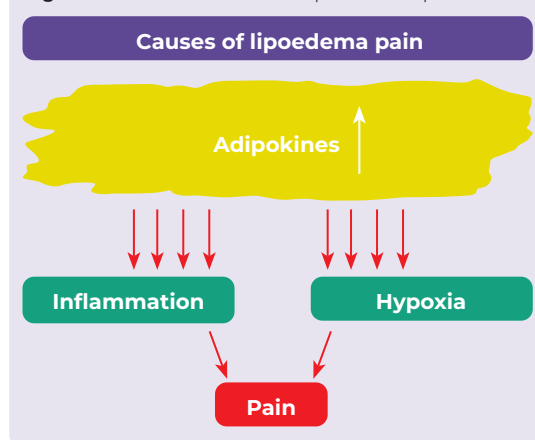 Causes of lipoedema pain
Adipokines
Inflammation
Hypoxia
Pain